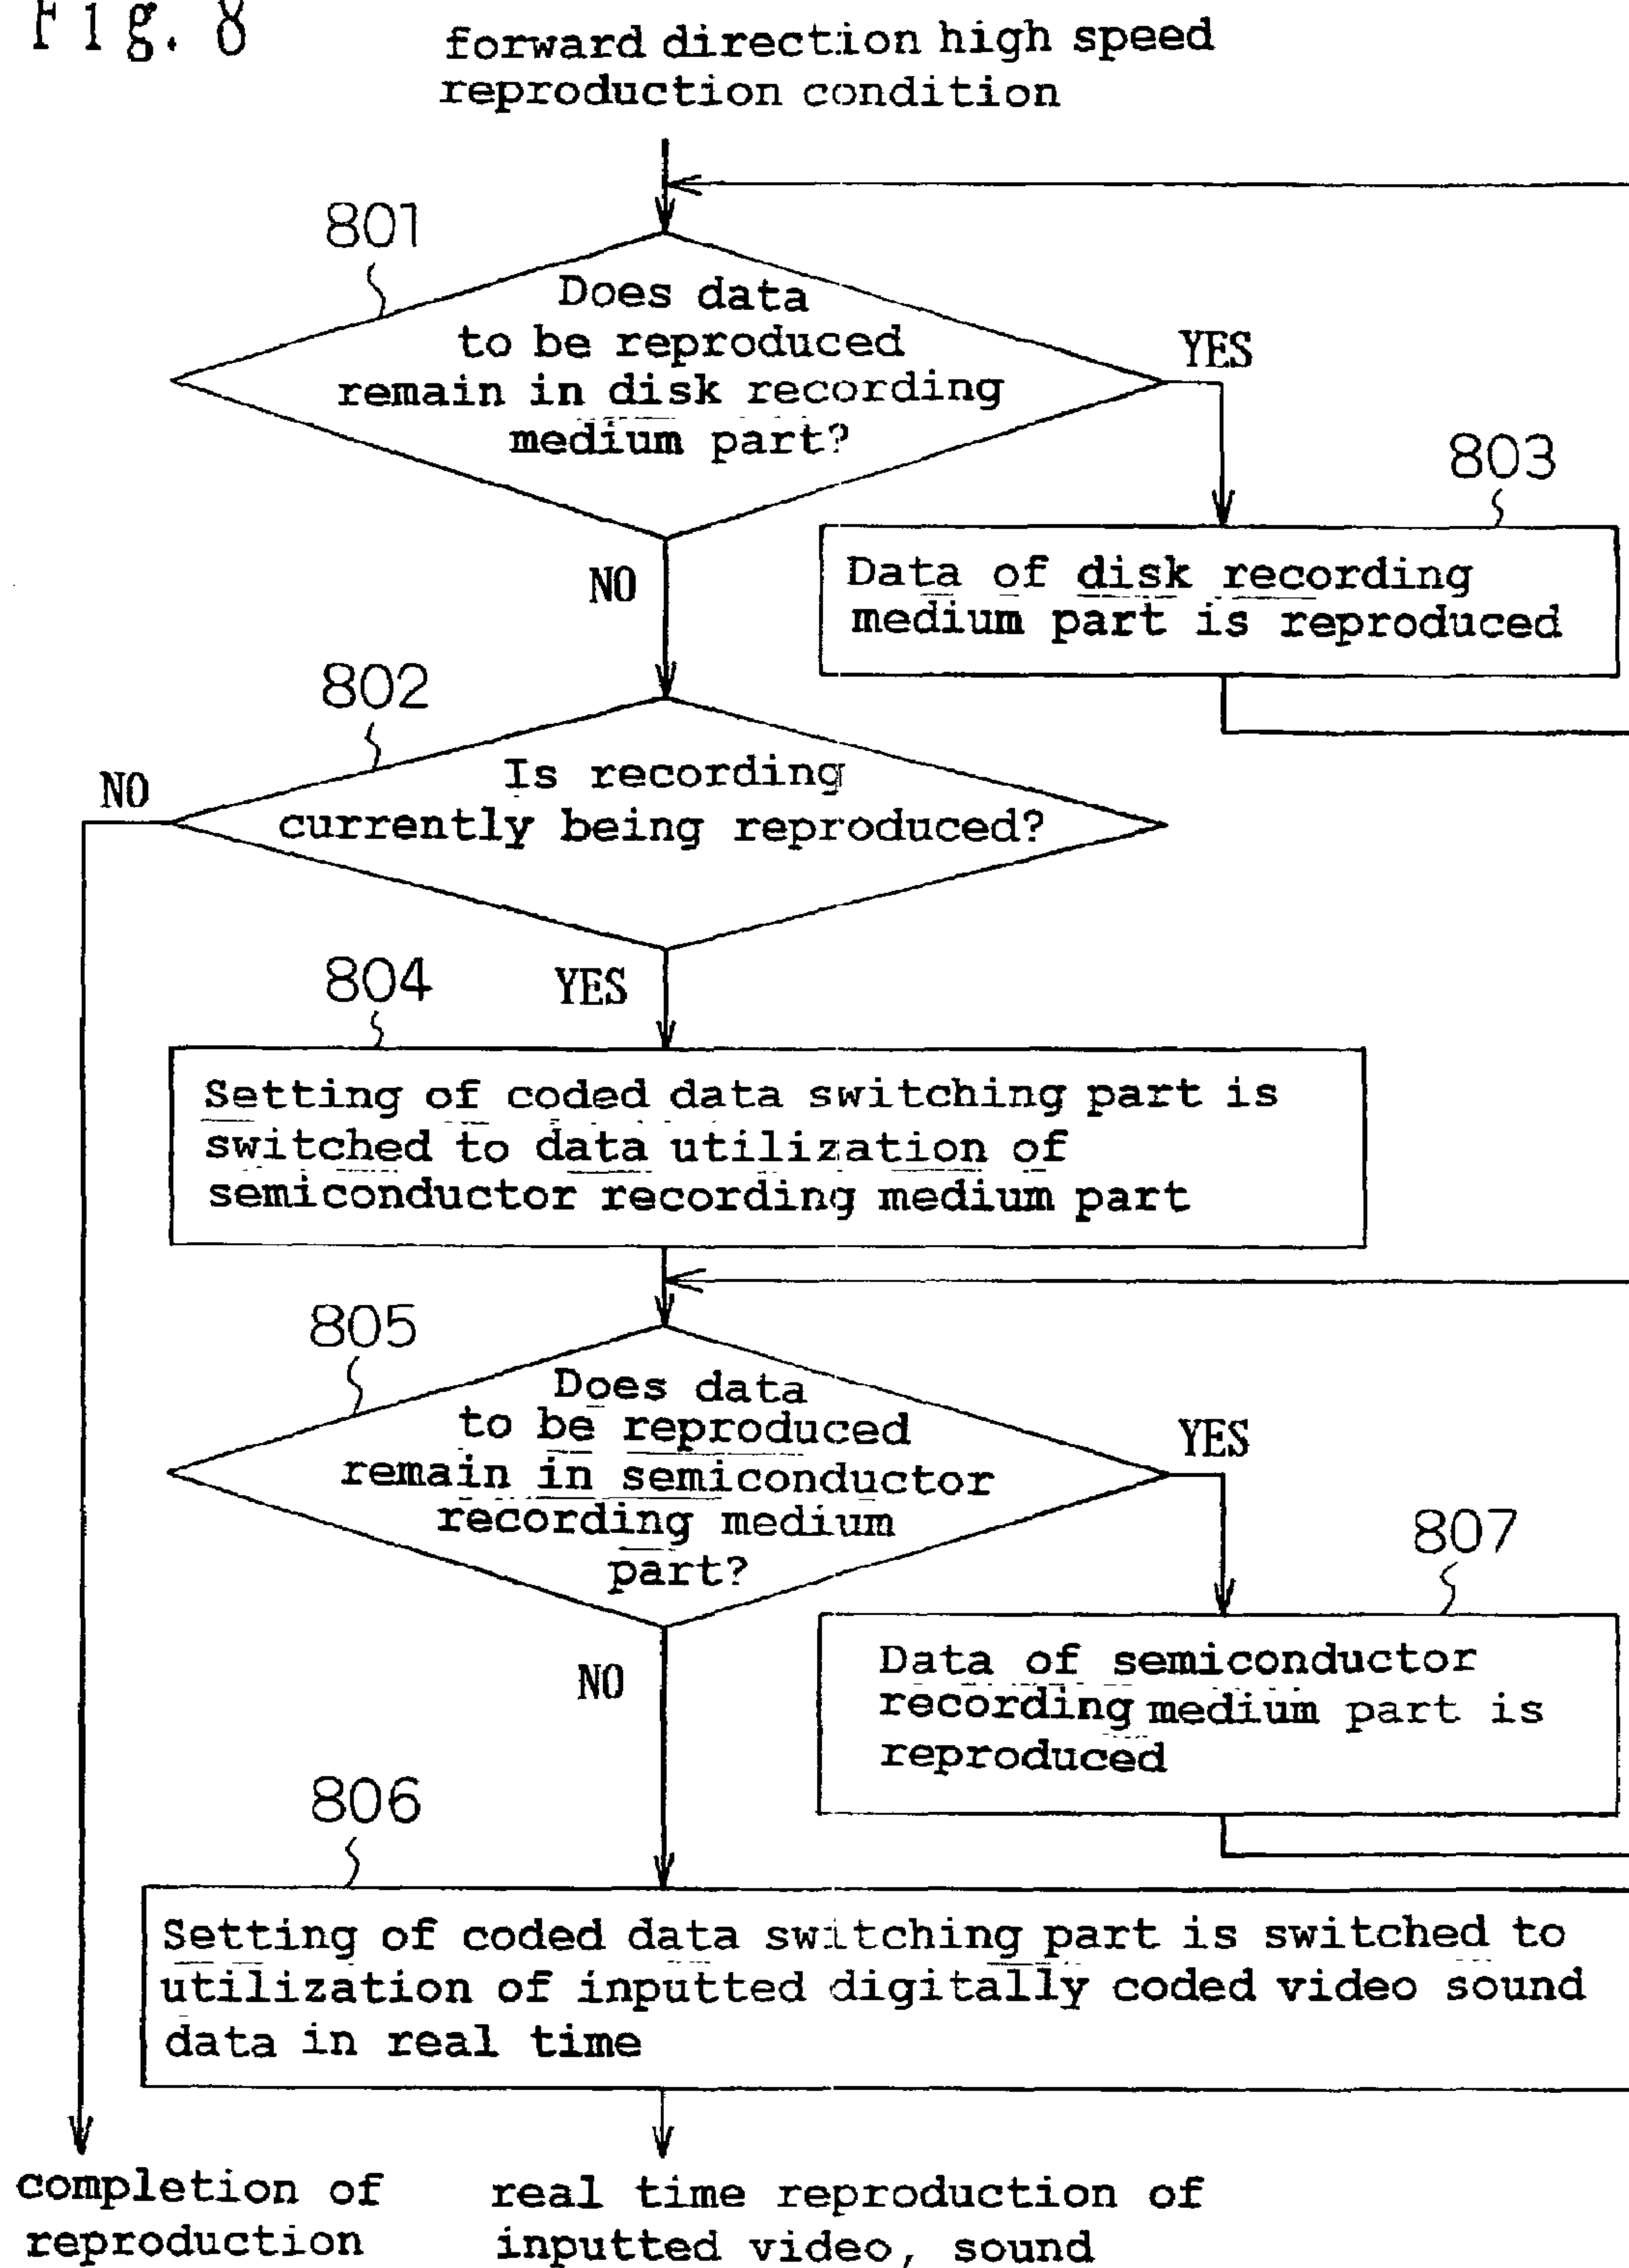 Fig. 8
forward direction high speed
reproduction condition
801
Does data
to be reproduced
remain in disk recording
medium part?
YES
803
NO
Data of disk recording
medium part is reproduced
802
NO
Is recording
currently being reproduced?
804
YES
Setting of coded data switching part is
switched to data utilization of
semiconductor recording medium part
805
Does data
to be reproduced
remain in semiconductor
recording medium
part?
YES
807
NO
Data of semiconductor
recording medium part is
reproduced
806
Setting of coded data switching part is switched to
utilization of inputted digitally coded video sound
data in real time
completion of
reproduction
real time reproduction of
inputted video, sound